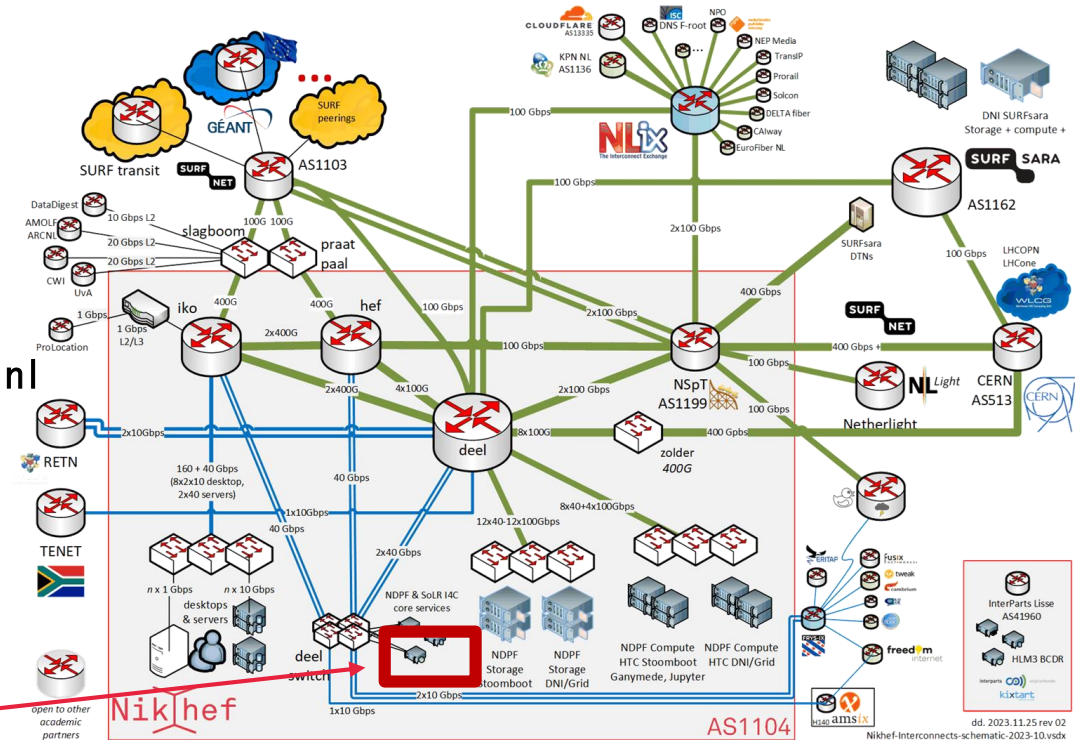 CLOUDFLARE
AS13335
ISC
DNS F-root
NPO
NEP Media
TransIP
Prorail
Solcon
DELTA fiber
CAIway
EuroFiber NL
KPN NL
AS1136
...
NLix
The Interconnect Exchange
DNI SURFsara
Storage + compute +
SURF SARA
AS1162
GÉANT
SURF
peerings
SURF transit
SURF
NET
AS1103
100 Gbps
100 Gbps
DataDigest
AMOLF
ARCNL
CWI
UvA
10 Gbps L2
20 Gbps L2
20 Gbps L2
slagboom
100G
100G
praat
paal
2x100 Gbps
SURFsara
DTNs
100 Gbps
LHCOPN
LHCone
WLCG
400G
400G
100 Gbps
2x100 Gbps
400 Gbps
SURF
NET
1 Gbps
ProLocation
1 Gbps
L2/L3
iko
2x400G
hef
100 Gbps
NSpT
AS1199
400 Gbps +
CERN
AS513
CERN
100 Gbps
NL Light
Netherlight
nl
2x400G
4x100G
2x100 Gbps
100 Gbps
RETN
2x10Gbps
deel
8x100G
zolder
400G
400 Gpbs
160 + 40 Gbps
(8x2x10 desktop,
2x40 servers)
40 Gbps
TENET
1x10Gbps
40 Gbps
2x40 Gbps
12x40-12x100Gbps
8x40+4x100Gbps
n x 1 Gbps
n x 10 Gbps
desktops
& servers
NDPF & SoLR I4C
core services
deel
switch
NDPF
Storage
Stoomboot
NDPF
Storage
DNI/Grid
NDPF Compute
HTC Stoomboot
Ganymede, Jupyter
NDPF Compute
HTC DNI/Grid
ERITAP
Fusix
tweak
cambrium
FRYS-IX
freedom
internet
InterParts Lisse
AS41960
HLM3 BCDR
interparts
kixtart
2x10 Gbps
1x10 Gbps
H140
amsix
open to other
academic
partners
Nikhef
AS1104
dd. 2023.11.25 rev 02
Nikhef-Interconnects-schematic-2023-10.vsdx